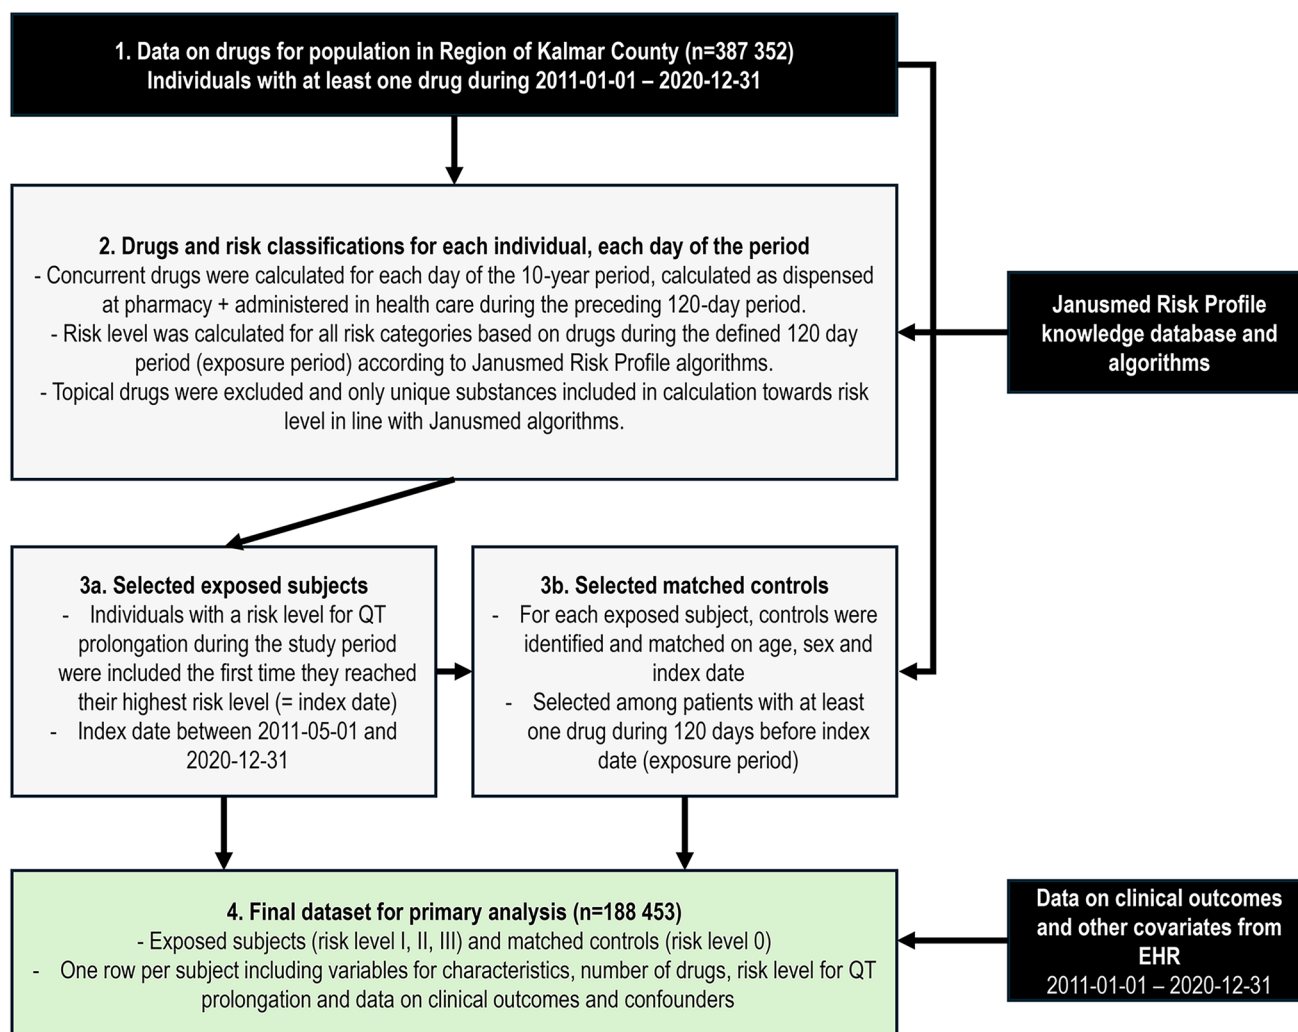 1. Data on drugs for population in Region of Kalmar County (n=387 352)
Individuals with at least one drug during 2011-01-01 – 2020-12-31
2. Drugs and risk classifications for each individual, each day of the period
- Concurrent drugs were calculated for each day of the 10-year period, calculated as dispensed
at pharmacy + administered in health care during the preceding 120-day period.
- Risk level was calculated for all risk categories based on drugs during the defined 120 day
period (exposure period) according to Janusmed Risk Profile algorithms.
- Topical drugs were excluded and only unique substances included in calculation towards risk
level in line with Janusmed algorithms.
Janusmed Risk Profile
knowledge database and
algorithms
3a. Selected exposed subjects
- Individuals with a risk level for QT
prolongation during the study period
were included the first time they reached
their highest risk level (= index date)
- Index date between 2011-05-01 and
2020-12-31
3b. Selected matched controls
- For each exposed subject, controls were
identified and matched on age, sex and
index date
- Selected among patients with at least
one drug during 120 days before index
date (exposure period)
4. Final dataset for primary analysis (n=188 453)
- Exposed subjects (risk level I, II, III) and matched controls (risk level 0)
- One row per subject including variables for characteristics, number of drugs, risk level for QT
prolongation and data on clinical outcomes and confounders
Data on clinical outcomes
and other covariates from
EHR
2011-01-01 – 2020-12-31